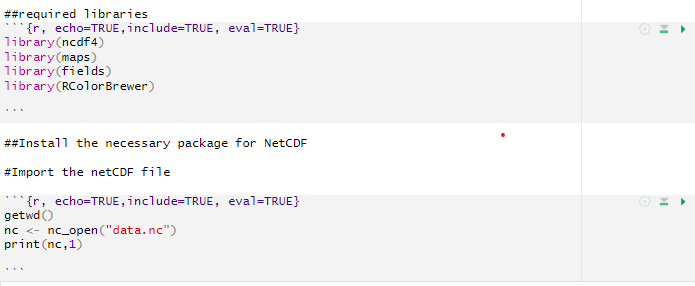 ##required libraries
```{r, echo=TRUE,include=TRUE, eval=TRUE}
library(ncdf4)
library(maps)
library(fields)
library(RColorBrewer)
```
##Install the necessary package for NetCDF
#Import the netCDF file
```{r, echo=TRUE,include=TRUE, eval=TRUE}
getwd()
nc <- nc_open("data.nc")
print(nc,1)
```